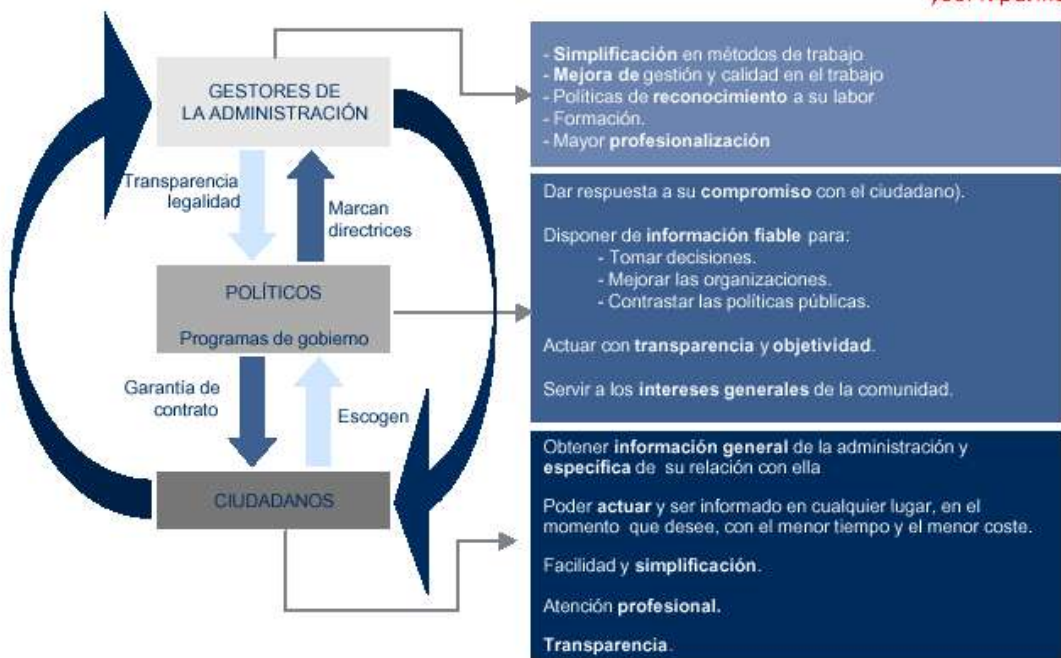 GESTORES DE
LA ADMINISTRACIÓN
Transparencia
legalidad
Marcan
directrices
POLÍTICOS
Programas de gobierno
Garantía de
contrato
Escogen
CIUDADANOS
- Simplificación en métodos de trabajo
- Mejora de gestión y calidad en el trabajo
- Políticas de reconocimiento a su labor
- Formación.
- Mayor profesionalización
Dar respuesta a su compromiso con el ciudadano).
Disponer de información fiable para:
- Tomar decisiones.
- Mejorar las organizaciones.
- Contrastar las políticas públicas.
Actuar con transparencia y objetividad.
Servir a los intereses generales de la comunidad.
Obtener información general de la administración y
específica de su relación con ella
Poder actuar y ser informado en cualquier lugar, en el
momento que desee, con el menor tiempo y el menor coste.
Facilidad y simplificación.
Atención profesional.
Transparencia.